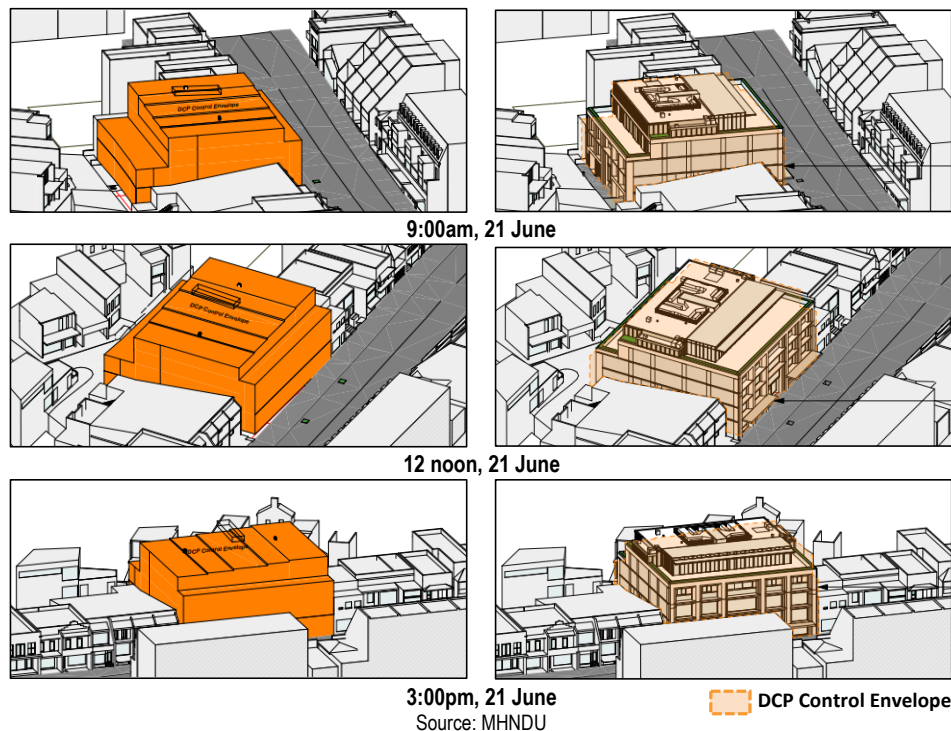 DCP Control Envelope
9:00am, 21 June
DCP Control Envelope
12 noon, 21 June
DCP Control Envelope
3:00pm, 21 June
DCP Control Envelope
Source: MHNDU